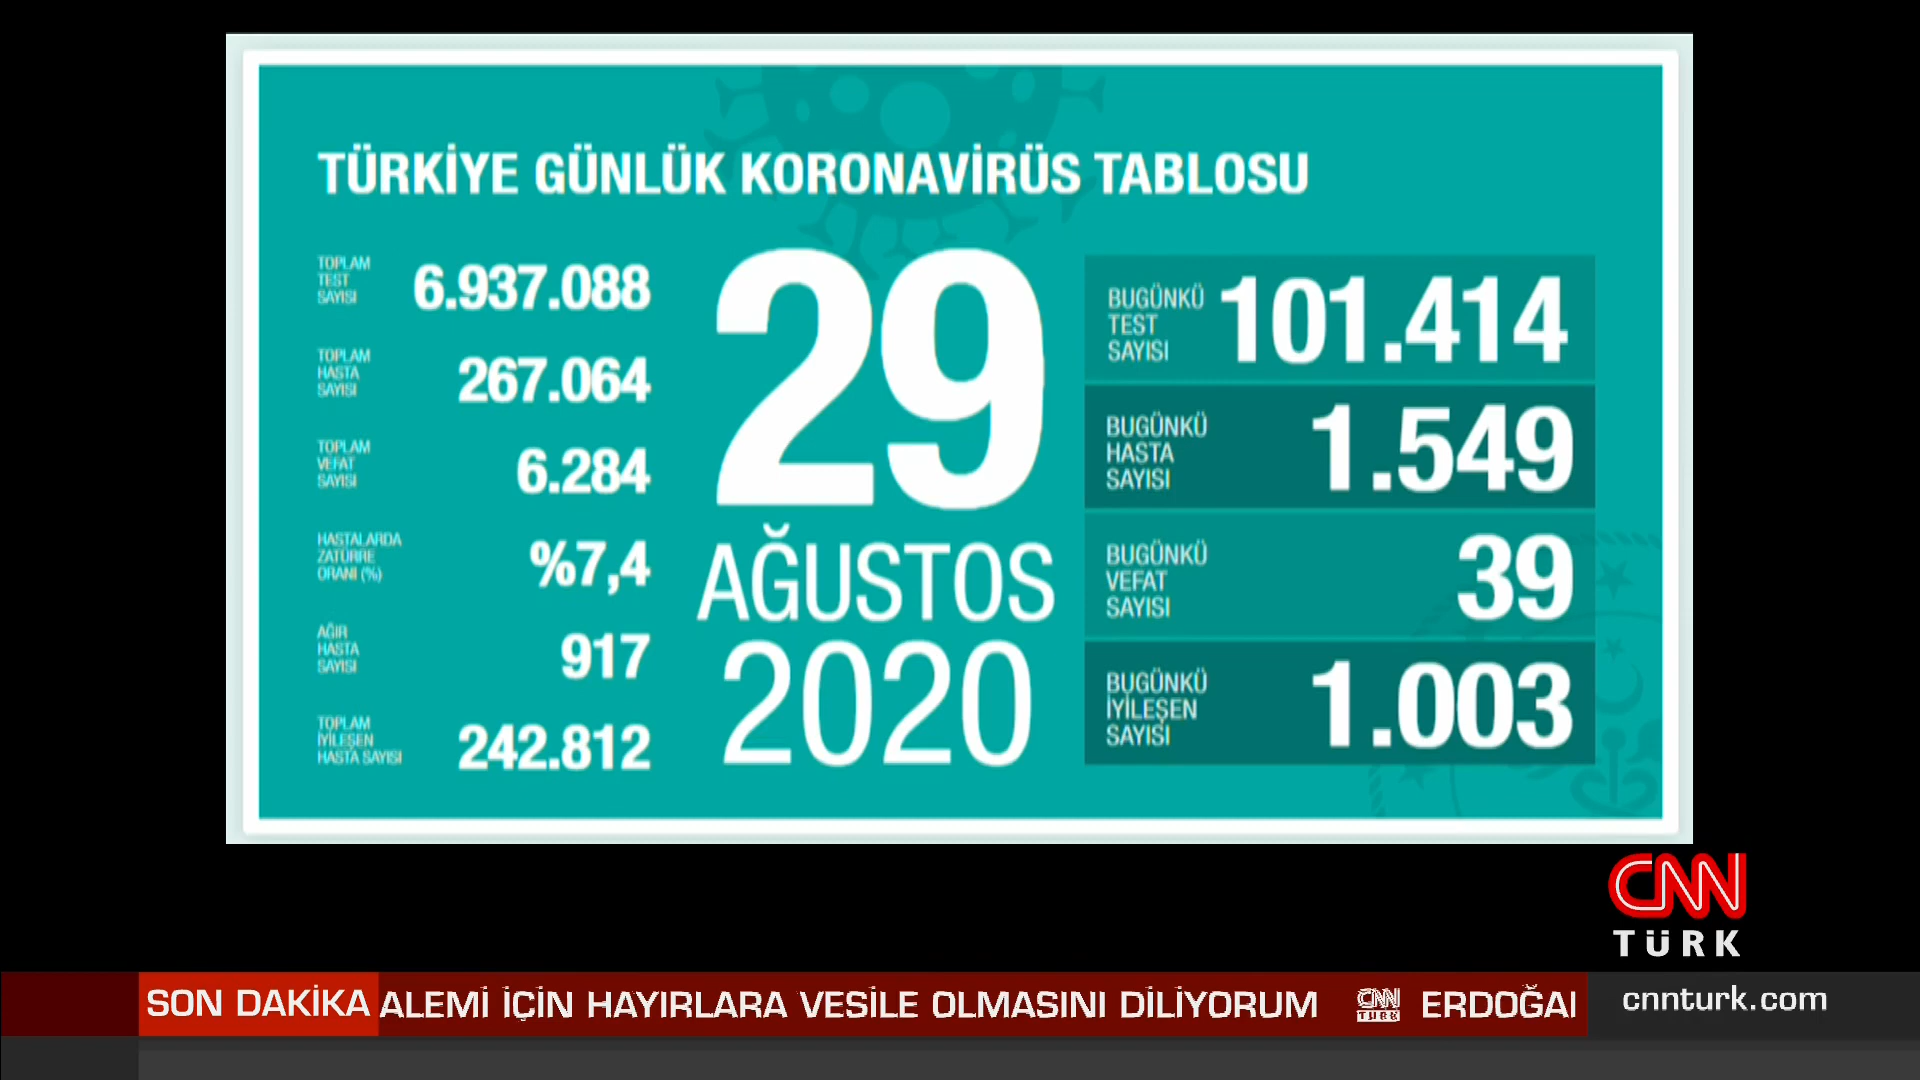 TÜRKİYE GÜNLÜK KORONAVİRÜS TABLOSU
TOPLAM
TEST
SAYISI
6.937.088
TOPLAM
HASTA
SAYISI
267.064
TOPLAM
VEFAT
SAYISI
6.284
HASTALARDA
ZATÜRRE
ORANI (%)
%7,4
AĞIR
HASTA
SAYISI
917
TOPLAM
İYİLEŞEN
HASTA SAYISI
242.812
29
AĞUSTOS
2020
BUGÜNKÜ
TEST
SAYISI
101.414
BUGÜNKÜ
HASTA
SAYISI
1.549
BUGÜNKÜ
VEFAT
SAYISI
39
BUGÜNKÜ
İYİLEŞEN
SAYISI
1.003
CNN
TÜRK
SON DAKİKA ALEMİ İÇİN HAYIRLARA VESİLE OLMASINI DİLİYORUM CNN TÜRK ERDOĞAI
cnnturk.com